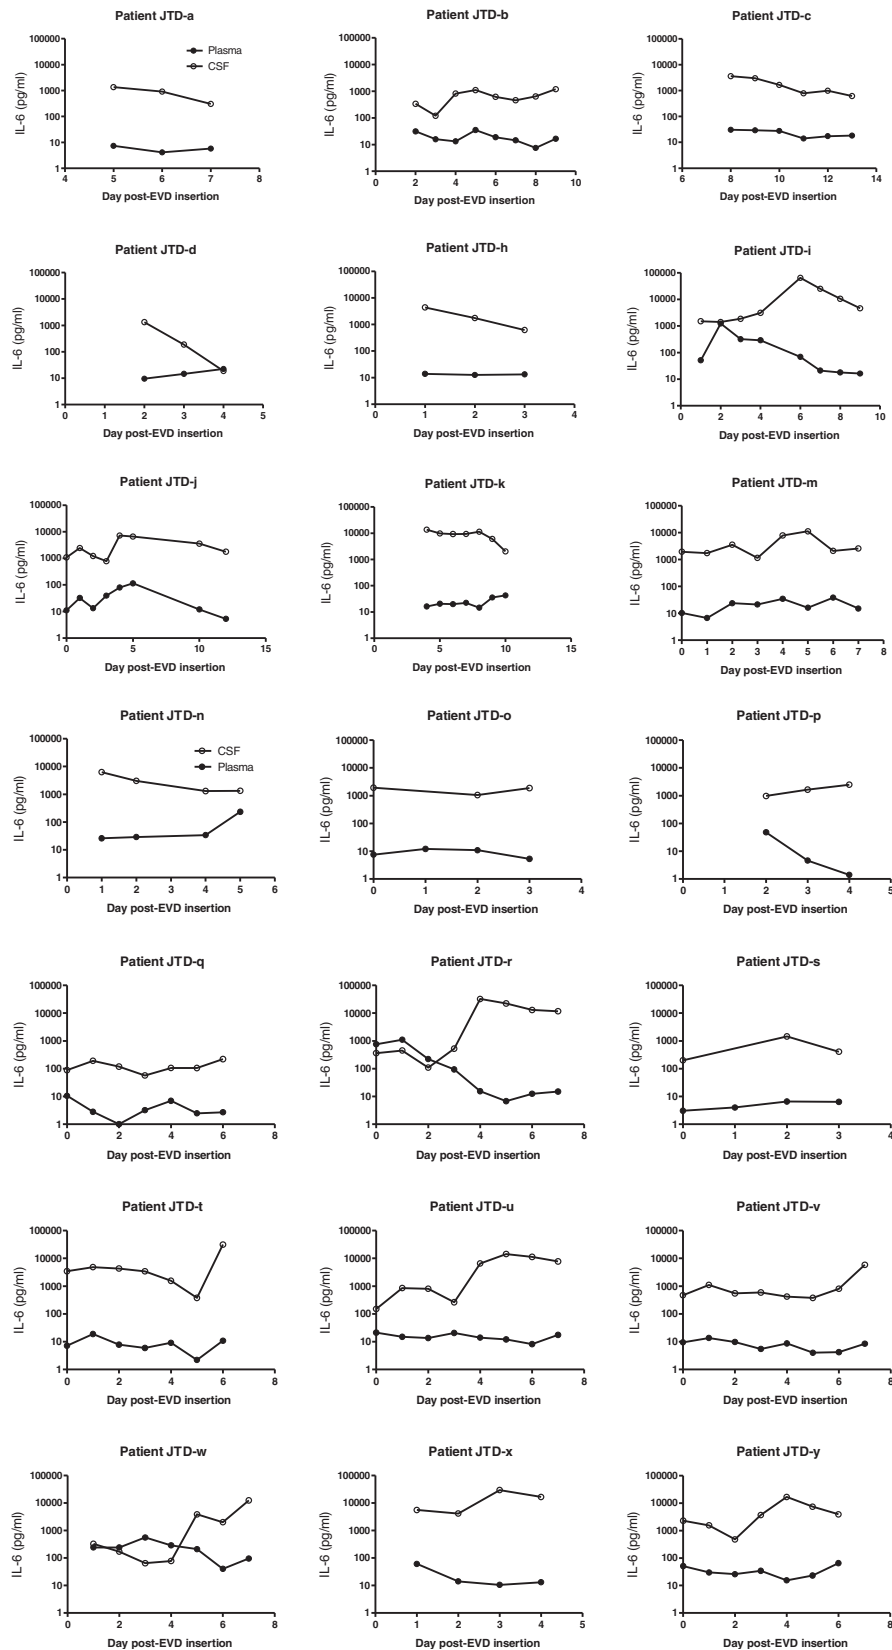 Patient JTD-a
Patient JTD-b
Patient JTD-c
100000
10000
1000
100
10
1
IL-6 (pg/ml)
Plasma
CSF
4 5 6 7 8
Day post-EVD insertion
100000
10000
1000
100
10
1
IL-6 (pg/ml)
0 2 4 6 8 10
Day post-EVD insertion
100000
10000
1000
100
10
1
IL-6 (pg/ml)
6 8 10 12 14
Day post-EVD insertion
Patient JTD-d
Patient JTD-h
Patient JTD-i
100000
10000
1000
100
10
1
IL-6 (pg/ml)
0 1 2 3 4 5
Day post-EVD insertion
100000
10000
1000
100
10
1
IL-6 (pg/ml)
0 1 2 3 4
Day post-EVD insertion
100000
10000
1000
100
10
1
IL-6 (pg/ml)
0 2 4 6 8 10
Day post-EVD insertion
Patient JTD-j
Patient JTD-k
Patient JTD-m
100000
10000
1000
100
10
1
IL-6 (pg/ml)
0 5 10 15
Day post-EVD insertion
100000
10000
1000
100
10
1
IL-6 (pg/ml)
0 5 10 15
Day post-EVD insertion
100000
10000
1000
100
10
1
IL-6 (pg/ml)
0 1 2 3 4 5 6 7 8
Day post-EVD insertion
Patient JTD-n
Patient JTD-o
Patient JTD-p
100000
10000
1000
100
10
1
IL-6 (pg/ml)
CSF
Plasma
0 1 2 3 4 5 6
Day post-EVD insertion
100000
10000
1000
100
10
1
IL-6 (pg/ml)
0 1 2 3 4
Day post-EVD insertion
100000
10000
1000
100
10
1
IL-6 (pg/ml)
0 1 2 3 4 5
Day post-EVD insertion
Patient JTD-q
Patient JTD-r
Patient JTD-s
100000
10000
1000
100
10
1
IL-6 (pg/ml)
0 2 4 6 8
Day post-EVD insertion
100000
10000
1000
100
10
1
IL-6 (pg/ml)
0 2 4 6 8
Day post-EVD insertion
100000
10000
1000
100
10
1
IL-6 (pg/ml)
0 1 2 3 4
Day post-EVD insertion
Patient JTD-t
Patient JTD-u
Patient JTD-v
100000
10000
1000
100
10
1
IL-6 (pg/ml)
0 2 4 6 8
Day post-EVD insertion
100000
10000
1000
100
10
1
IL-6 (pg/ml)
0 2 4 6 8
Day post-EVD insertion
100000
10000
1000
100
10
1
IL-6 (pg/ml)
0 2 4 6 8
Day post-EVD insertion
Patient JTD-w
Patient JTD-x
Patient JTD-y
100000
10000
1000
100
10
1
IL-6 (pg/ml)
0 2 4 6 8
Day post-EVD insertion
100000
10000
1000
100
10
1
IL-6 (pg/ml)
0 1 2 3 4 5
Day post-EVD insertion
100000
10000
1000
100
10
1
IL-6 (pg/ml)
0 2 4 6 8
Day post-EVD insertion